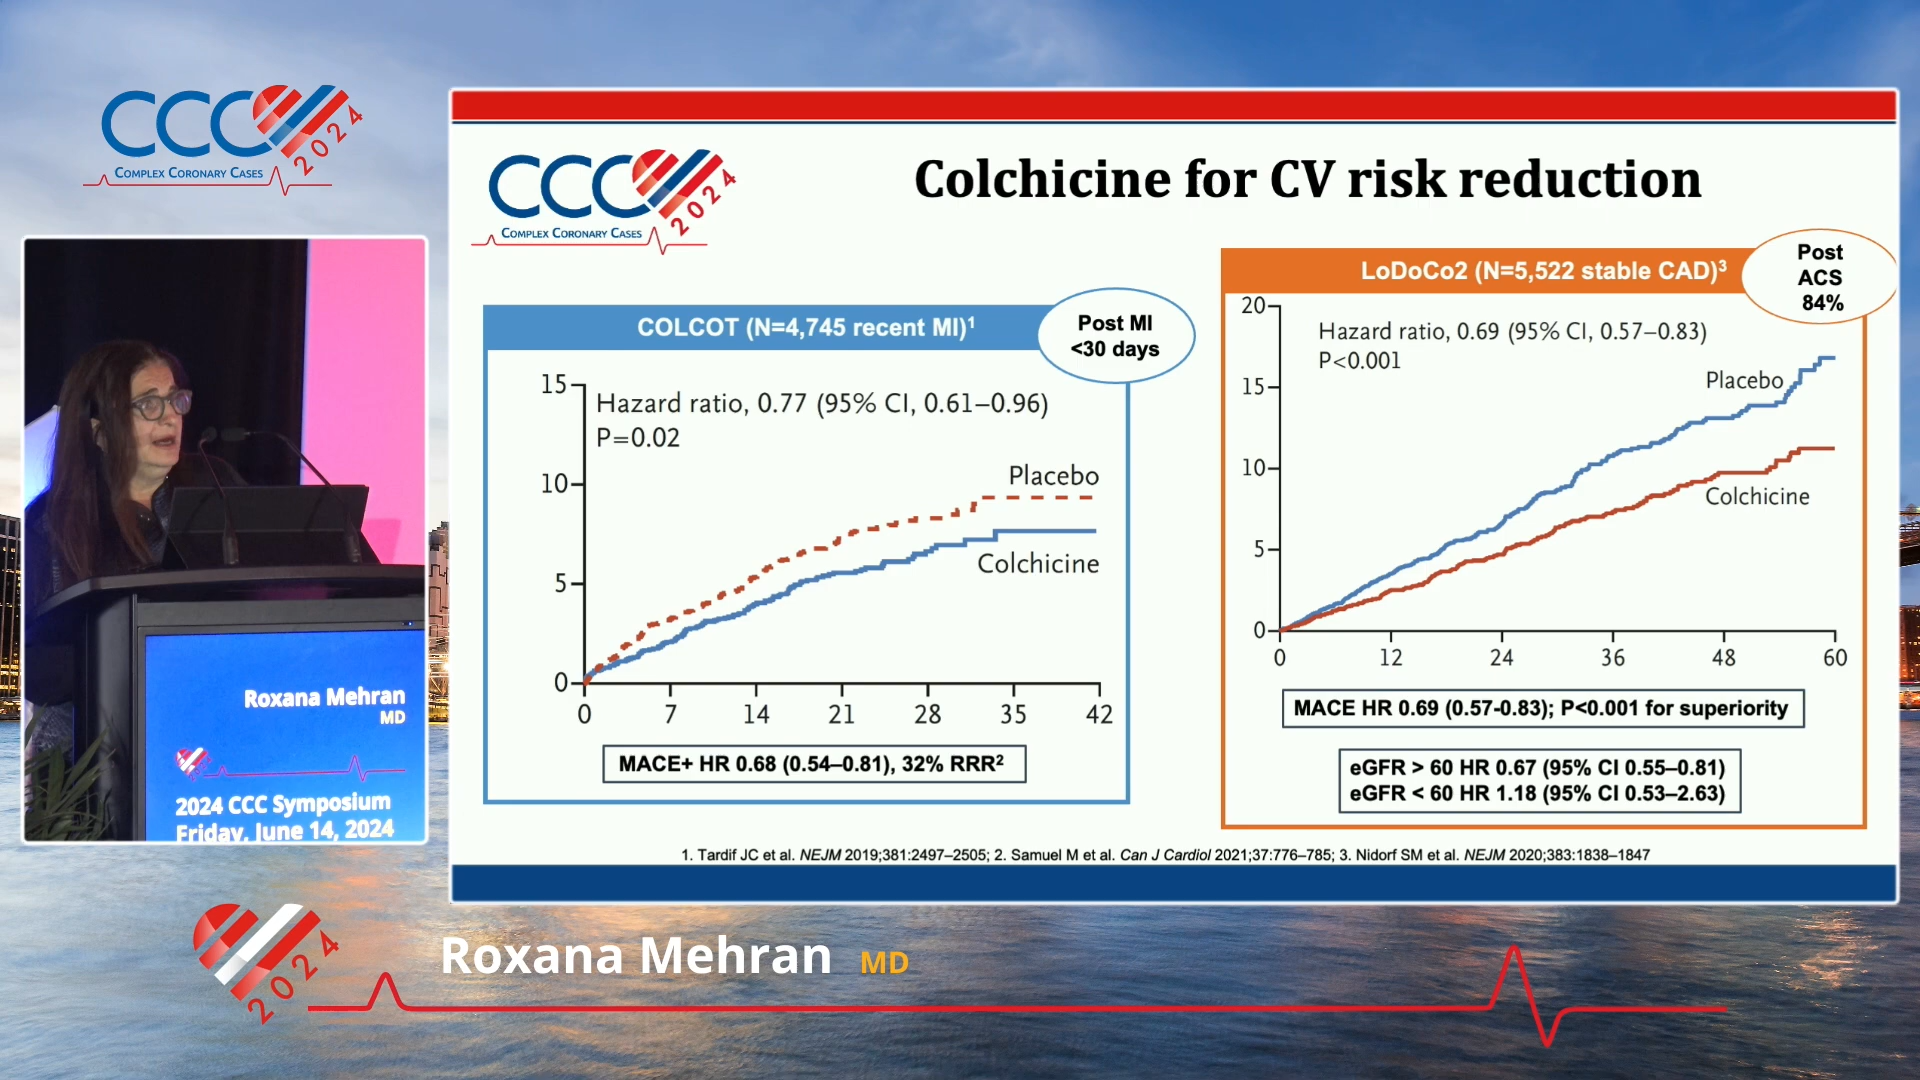 CCC
2024
COMPLEX CORONARY CASES
CCC
2024
COMPLEX CORONARY CASES
Colchicine for CV risk reduction
COLCOT (N=4,745 recent MI)1
Post MI
<30 days
15
10
5
0
Hazard ratio, 0.77 (95% CI, 0.61–0.96)
P=0.02
Placebo
Colchicine
0 7 14 21 28 35 42
MACE+ HR 0.68 (0.54–0.81), 32% RRR2
LoDoCo2 (N=5,522 stable CAD)3
Post
ACS
84%
20
15
10
5
0
Hazard ratio, 0.69 (95% CI, 0.57–0.83)
P<0.001
Placebo
Colchicine
0 12 24 36 48 60
MACE HR 0.69 (0.57-0.83); P<0.001 for superiority
eGFR > 60 HR 0.67 (95% CI 0.55–0.81)
eGFR < 60 HR 1.18 (95% CI 0.53–2.63)
1. Tardif JC et al. NEJM 2019;381:2497–2505; 2. Samuel M et al. Can J Cardiol 2021;37:776–785; 3. Nidorf SM et al. NEJM 2020;383:1838–1847
Roxana Mehran
MD
2024 CCC Symposium
Friday, June 14, 2024
2024
Roxana Mehran MD